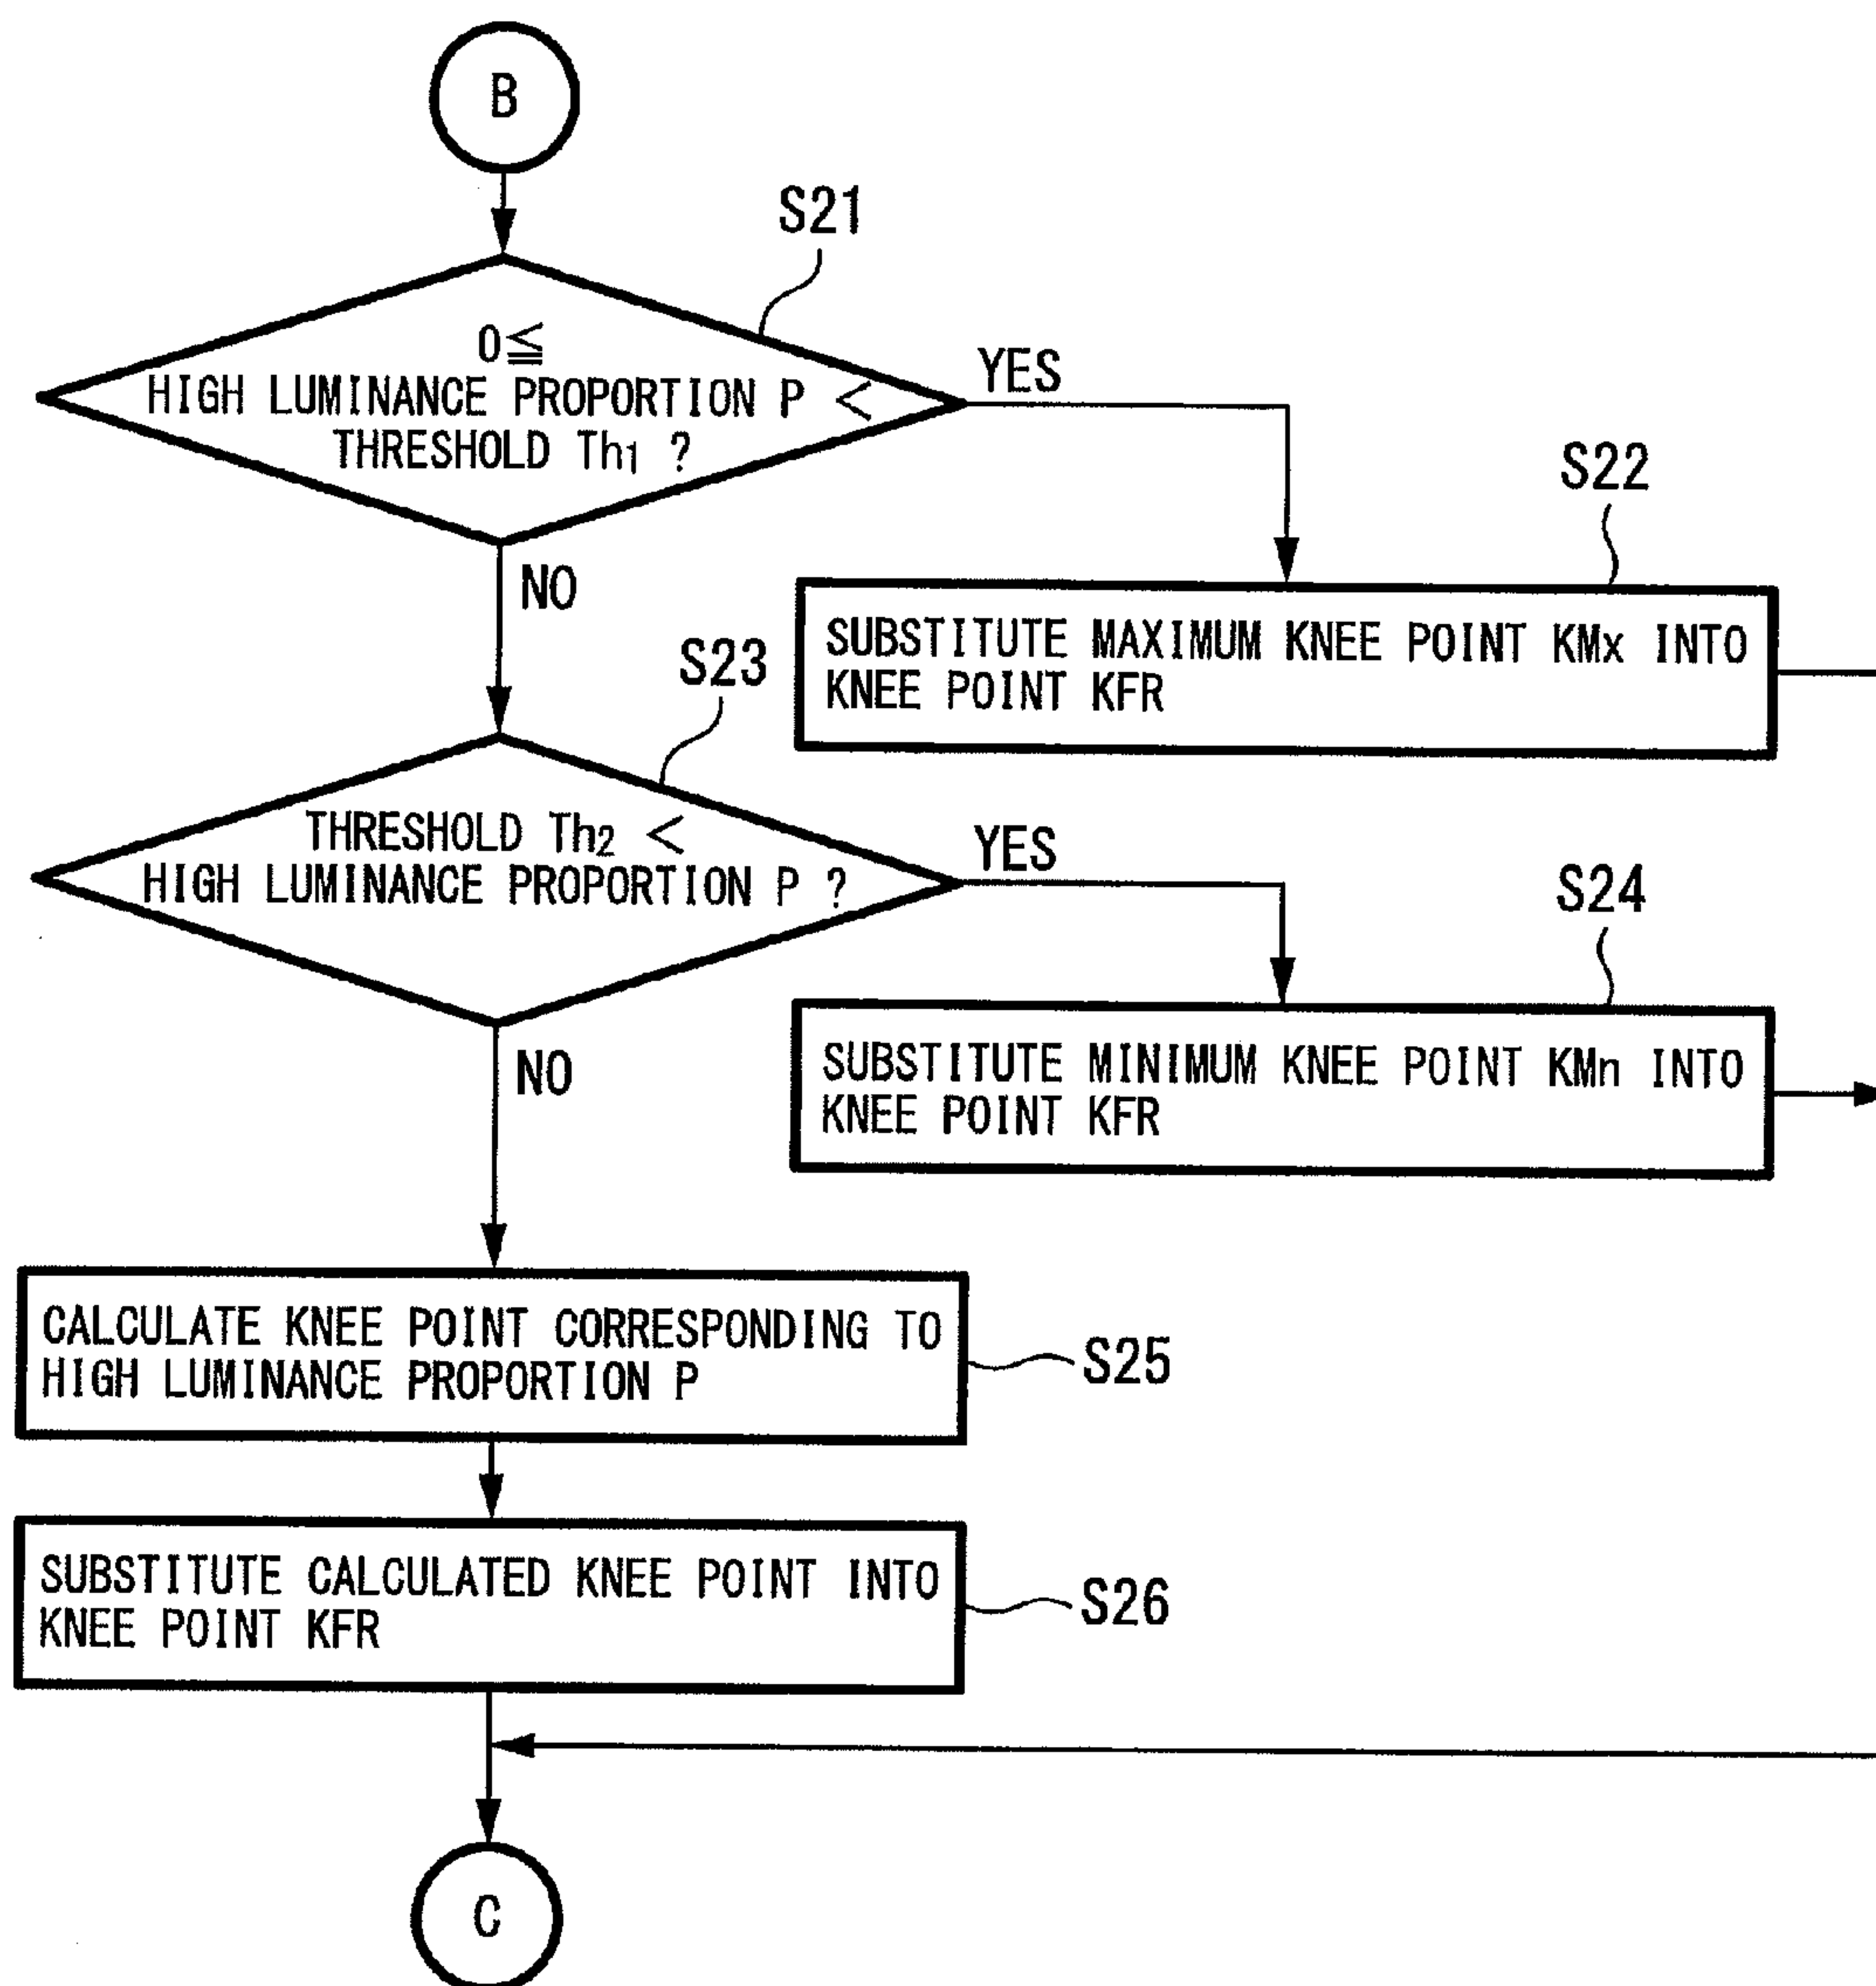 B
S21
0≦
HIGH LUMINANCE PROPORTION P <
THRESHOLD Th1 ?
YES
NO
S22
SUBSTITUTE MAXIMUM KNEE POINT KMx INTO
KNEE POINT KFR
S23
THRESHOLD Th2 <
HIGH LUMINANCE PROPORTION P ?
YES
NO
S24
SUBSTITUTE MINIMUM KNEE POINT KMn INTO
KNEE POINT KFR
CALCULATE KNEE POINT CORRESPONDING TO
HIGH LUMINANCE PROPORTION P
S25
SUBSTITUTE CALCULATED KNEE POINT INTO
KNEE POINT KFR
S26
C